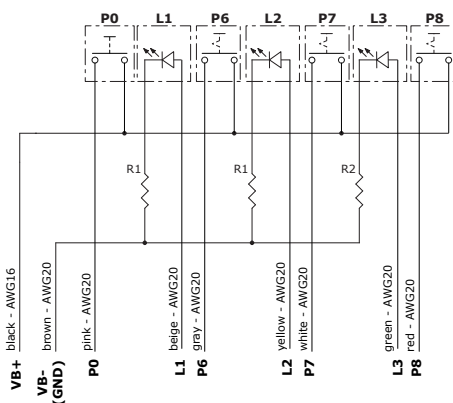 P0 L1 P6 L2 P7 L3 P8
R1 R1 R2
black - AWG16
brown - AWG20
pink - AWG20
beige - AWG20
gray - AWG20
yellow - AWG20
white - AWG20
green - AWG20
red - AWG20
VB+
VB-
(GND)
P0
L1
P6
L2
P7
L3
P8